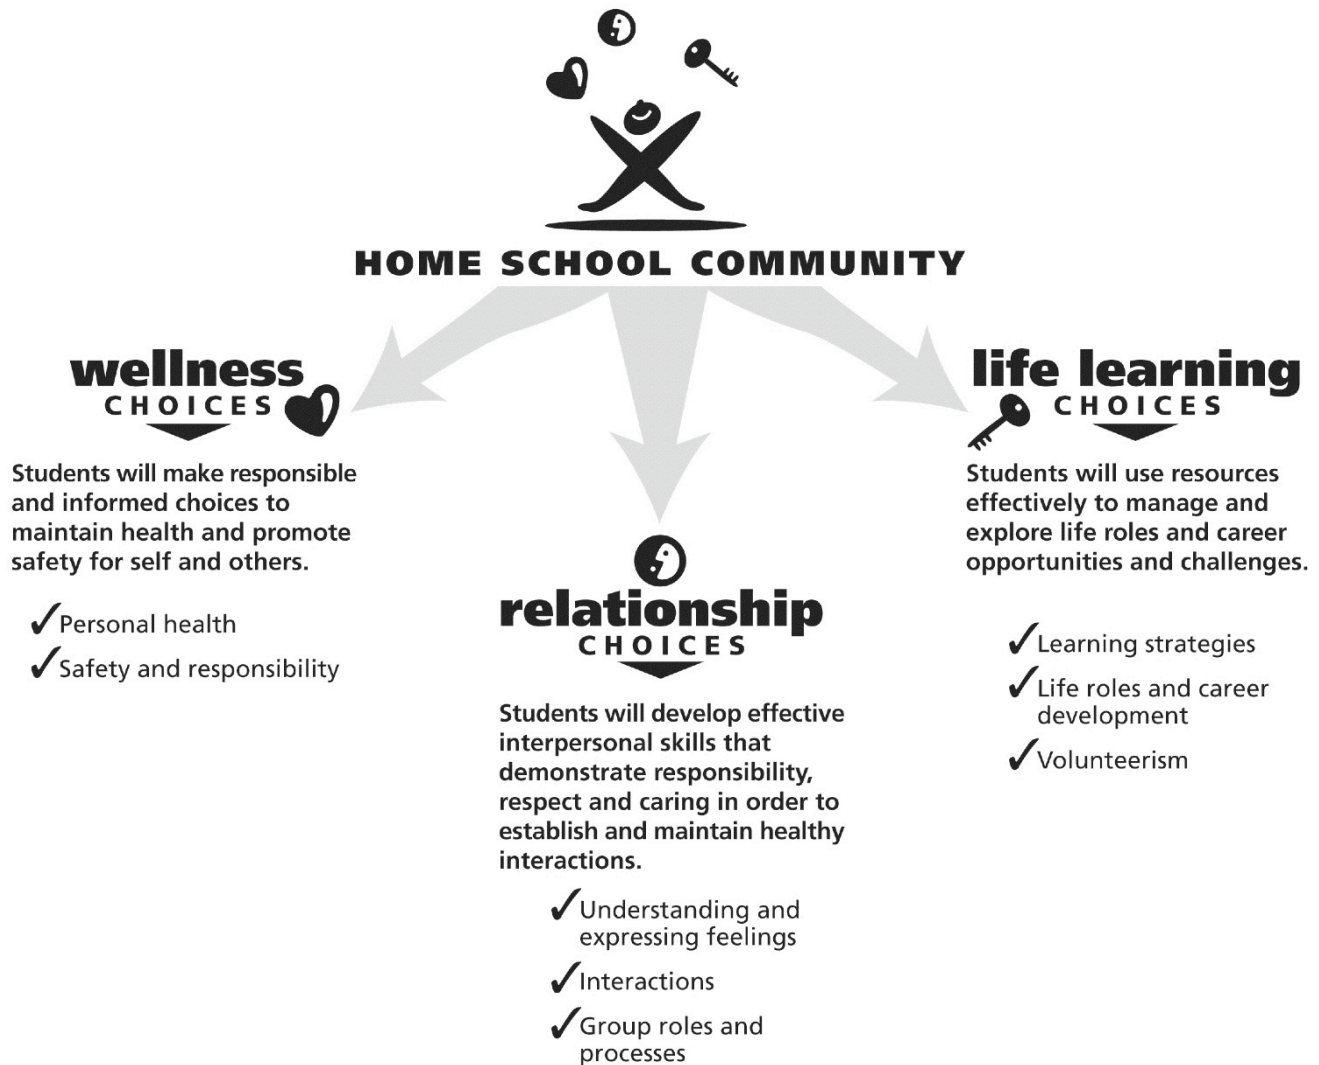 HOME SCHOOL COMMUNITY
wellness
CHOICES
Students will make responsible
and informed choices to
maintain health and promote
safety for self and others.
✓Personal health
✓Safety and responsibility
relationship
CHOICES
Students will develop effective
interpersonal skills that
demonstrate responsibility,
respect and caring in order to
establish and maintain healthy
interactions.
✓Understanding and
expressing feelings
✓Interactions
✓Group roles and
processes
life learning
CHOICES
Students will use resources
effectively to manage and
explore life roles and career
opportunities and challenges.
✓Learning strategies
✓Life roles and career
development
✓Volunteerism